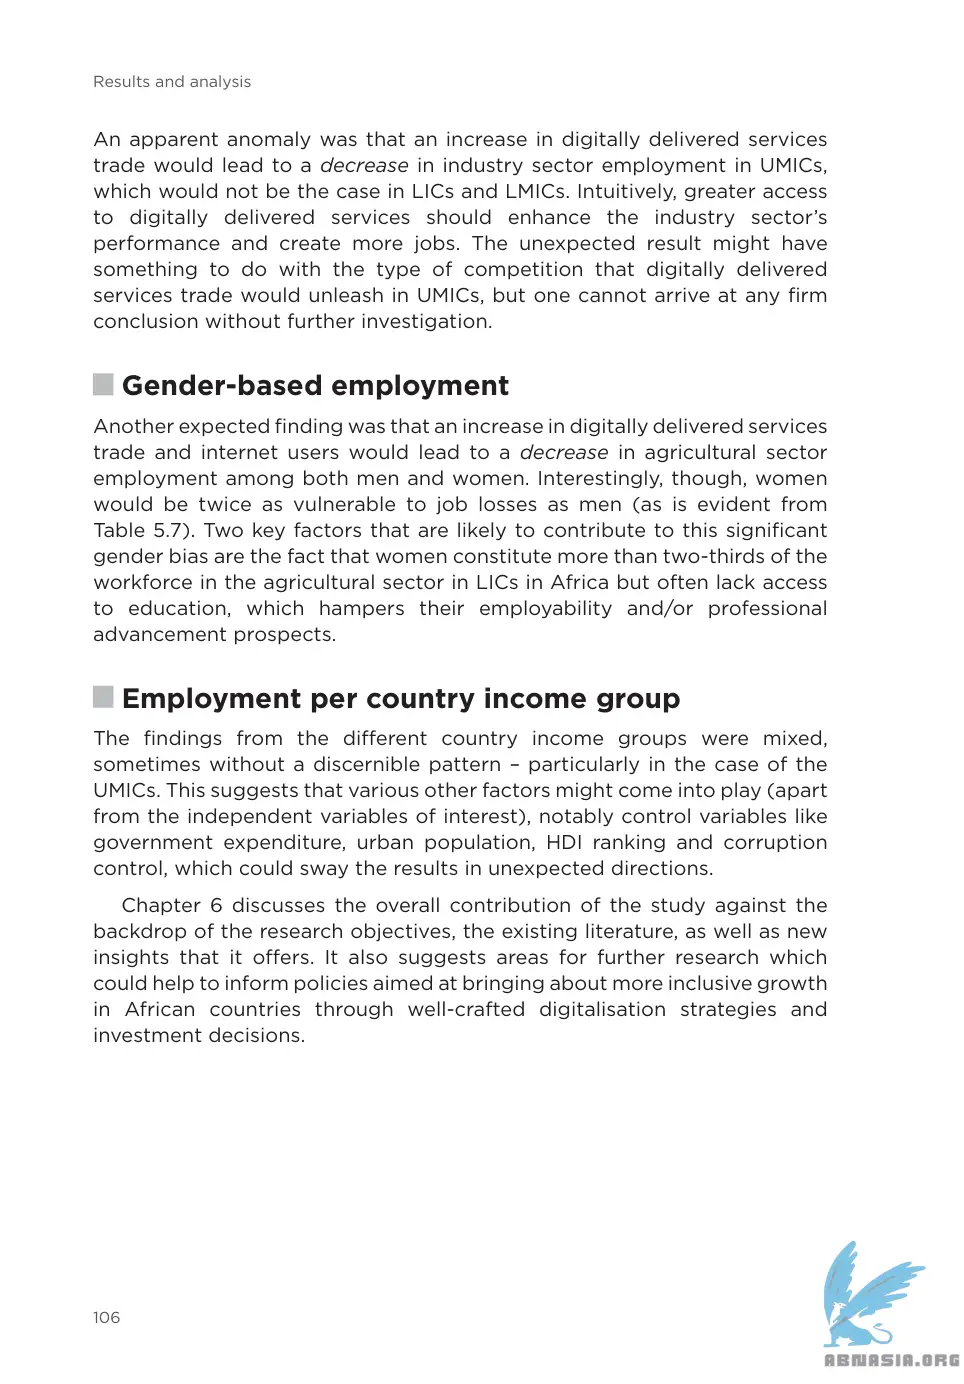 Results and analysis
An apparent anomaly was that an increase in digitally delivered services
trade would lead to a decrease in industry sector employment in UMICs,
which would not be the case in LICs and LMICs. Intuitively, greater access
to digitally delivered services should enhance the industry sector’s
performance and create more jobs. The unexpected result might have
something to do with the type of competition that digitally delivered
services trade would unleash in UMICs, but one cannot arrive at any firm
conclusion without further investigation.
Gender-based employment
Another expected finding was that an increase in digitally delivered services
trade and internet users would lead to a decrease in agricultural sector
employment among both men and women. Interestingly, though, women
would be twice as vulnerable to job losses as men (as is evident from
Table 5.7). Two key factors that are likely to contribute to this significant
gender bias are the fact that women constitute more than two-thirds of the
workforce in the agricultural sector in LICs in Africa but often lack access
to education, which hampers their employability and/or professional
advancement prospects.
Employment per country income group
The findings from the different country income groups were mixed,
sometimes without a discernible pattern – particularly in the case of the
UMICs. This suggests that various other factors might come into play (apart
from the independent variables of interest), notably control variables like
government expenditure, urban population, HDI ranking and corruption
control, which could sway the results in unexpected directions.
Chapter 6 discusses the overall contribution of the study against the
backdrop of the research objectives, the existing literature, as well as new
insights that it offers. It also suggests areas for further research which
could help to inform policies aimed at bringing about more inclusive growth
in African countries through well-crafted digitalisation strategies and
investment decisions.
106
ABNASIA.ORG